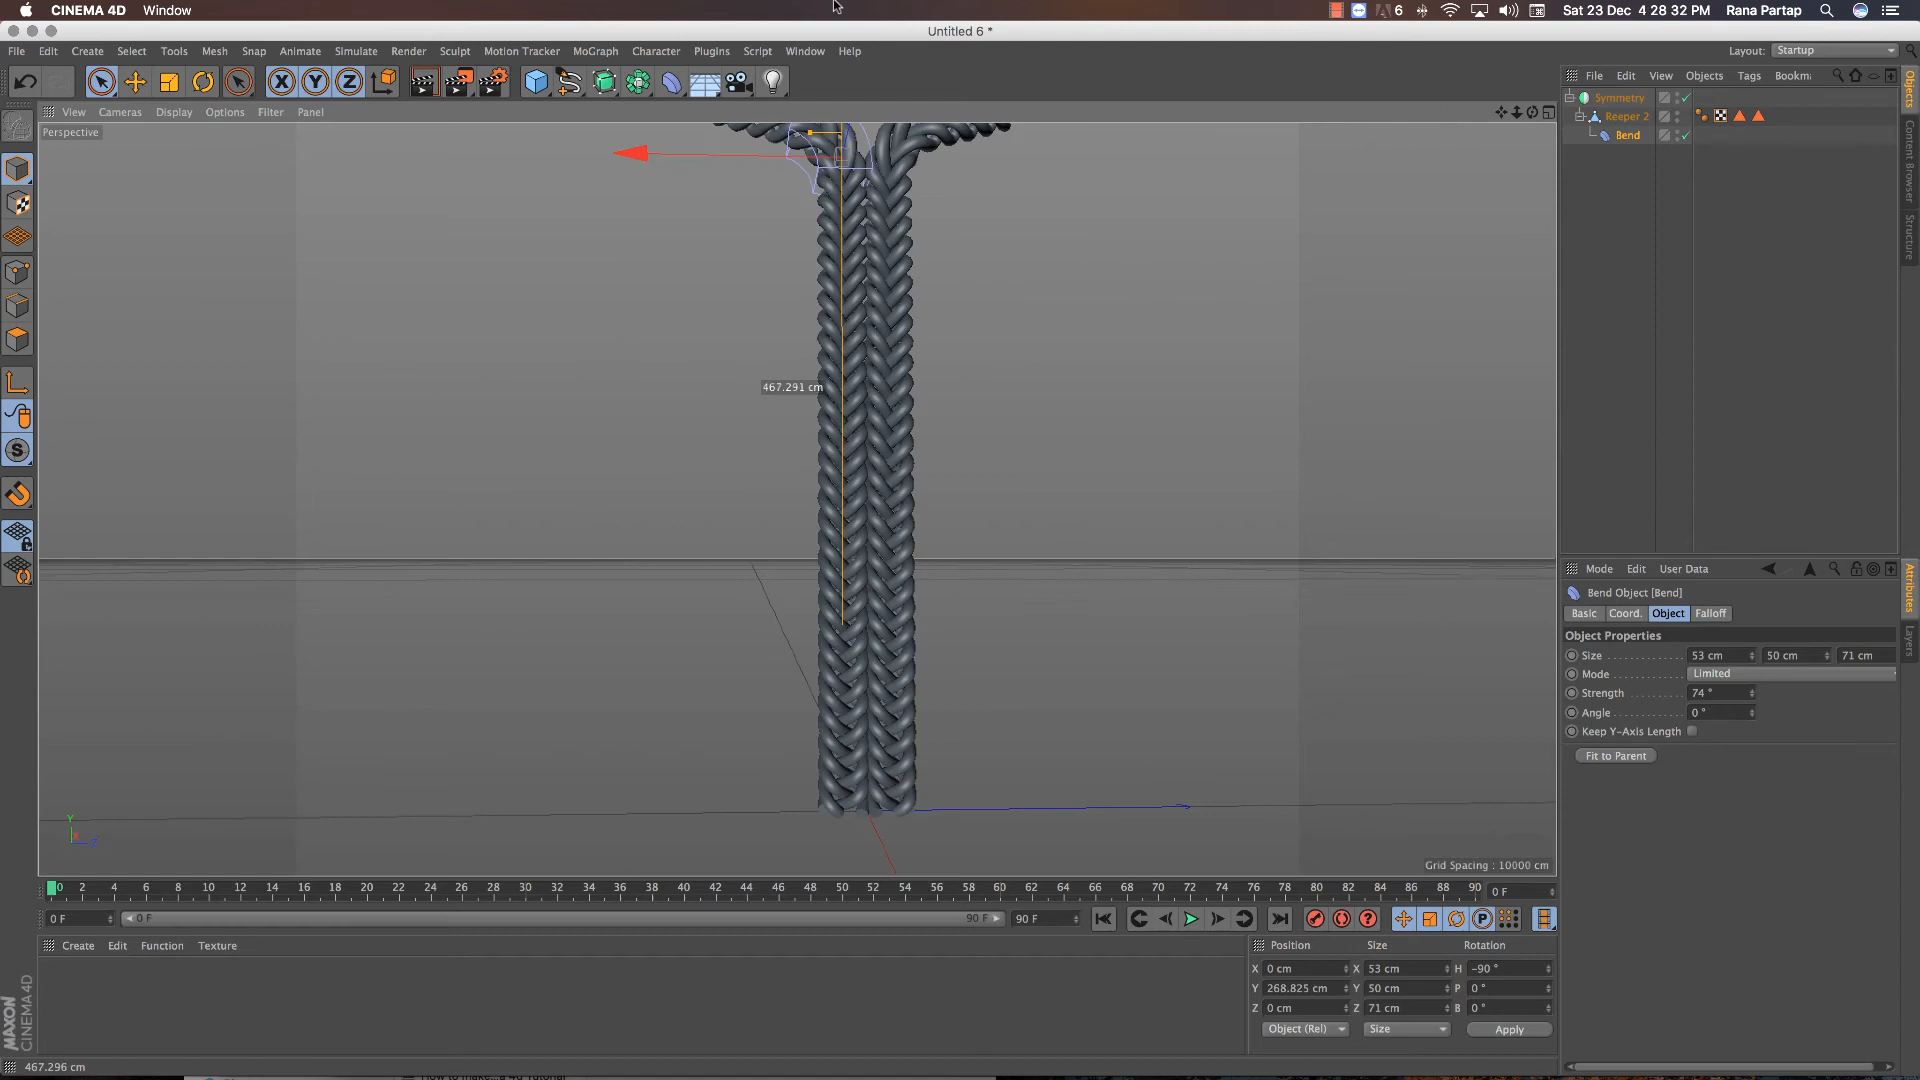 CINEMA 4D Window
6 Sat 23 Dec 4 28 32 PM Rana Partap
Untitled 6 *
File Edit Create Select Tools Mesh Snap Animate Simulate Render Sculpt Motion Tracker MoGraph Character Plugins Script Window Help
Layout: Startup
X Y Z
File Edit View Objects Tags Bookm
View Cameras Display Options Filter Panel
Perspective
Symmetry
Reeper 2
Bend
Objects
Content Browser
Structure
467.291 cm
Mode Edit User Data
Bend Object [Bend]
Basic Coord. Object Falloff
Object Properties
Size 53 cm 50 cm 71 cm
Mode Limited
Strength 74 °
Angle 0 °
Keep Y-Axis Length
Fit to Parent
Attributes
Layers
Y
Z
Grid Spacing : 10000 cm
0 2 4 6 8 10 12 14 16 18 20 22 24 26 28 30 32 34 36 38 40 42 44 46 48 50 52 54 56 58 60 62 64 66 68 70 72 74 76 78 80 82 84 86 88 90 0 F
0 F 0 F 90 F 90 F
Create Edit Function Texture
Position Size Rotation
X 0 cm X 53 cm H -90 °
Y 268.825 cm Y 50 cm P 0 °
Z 0 cm Z 71 cm B 0 °
Object (Rel) Size Apply
MAXON
CINEMA 4D
467.296 cm